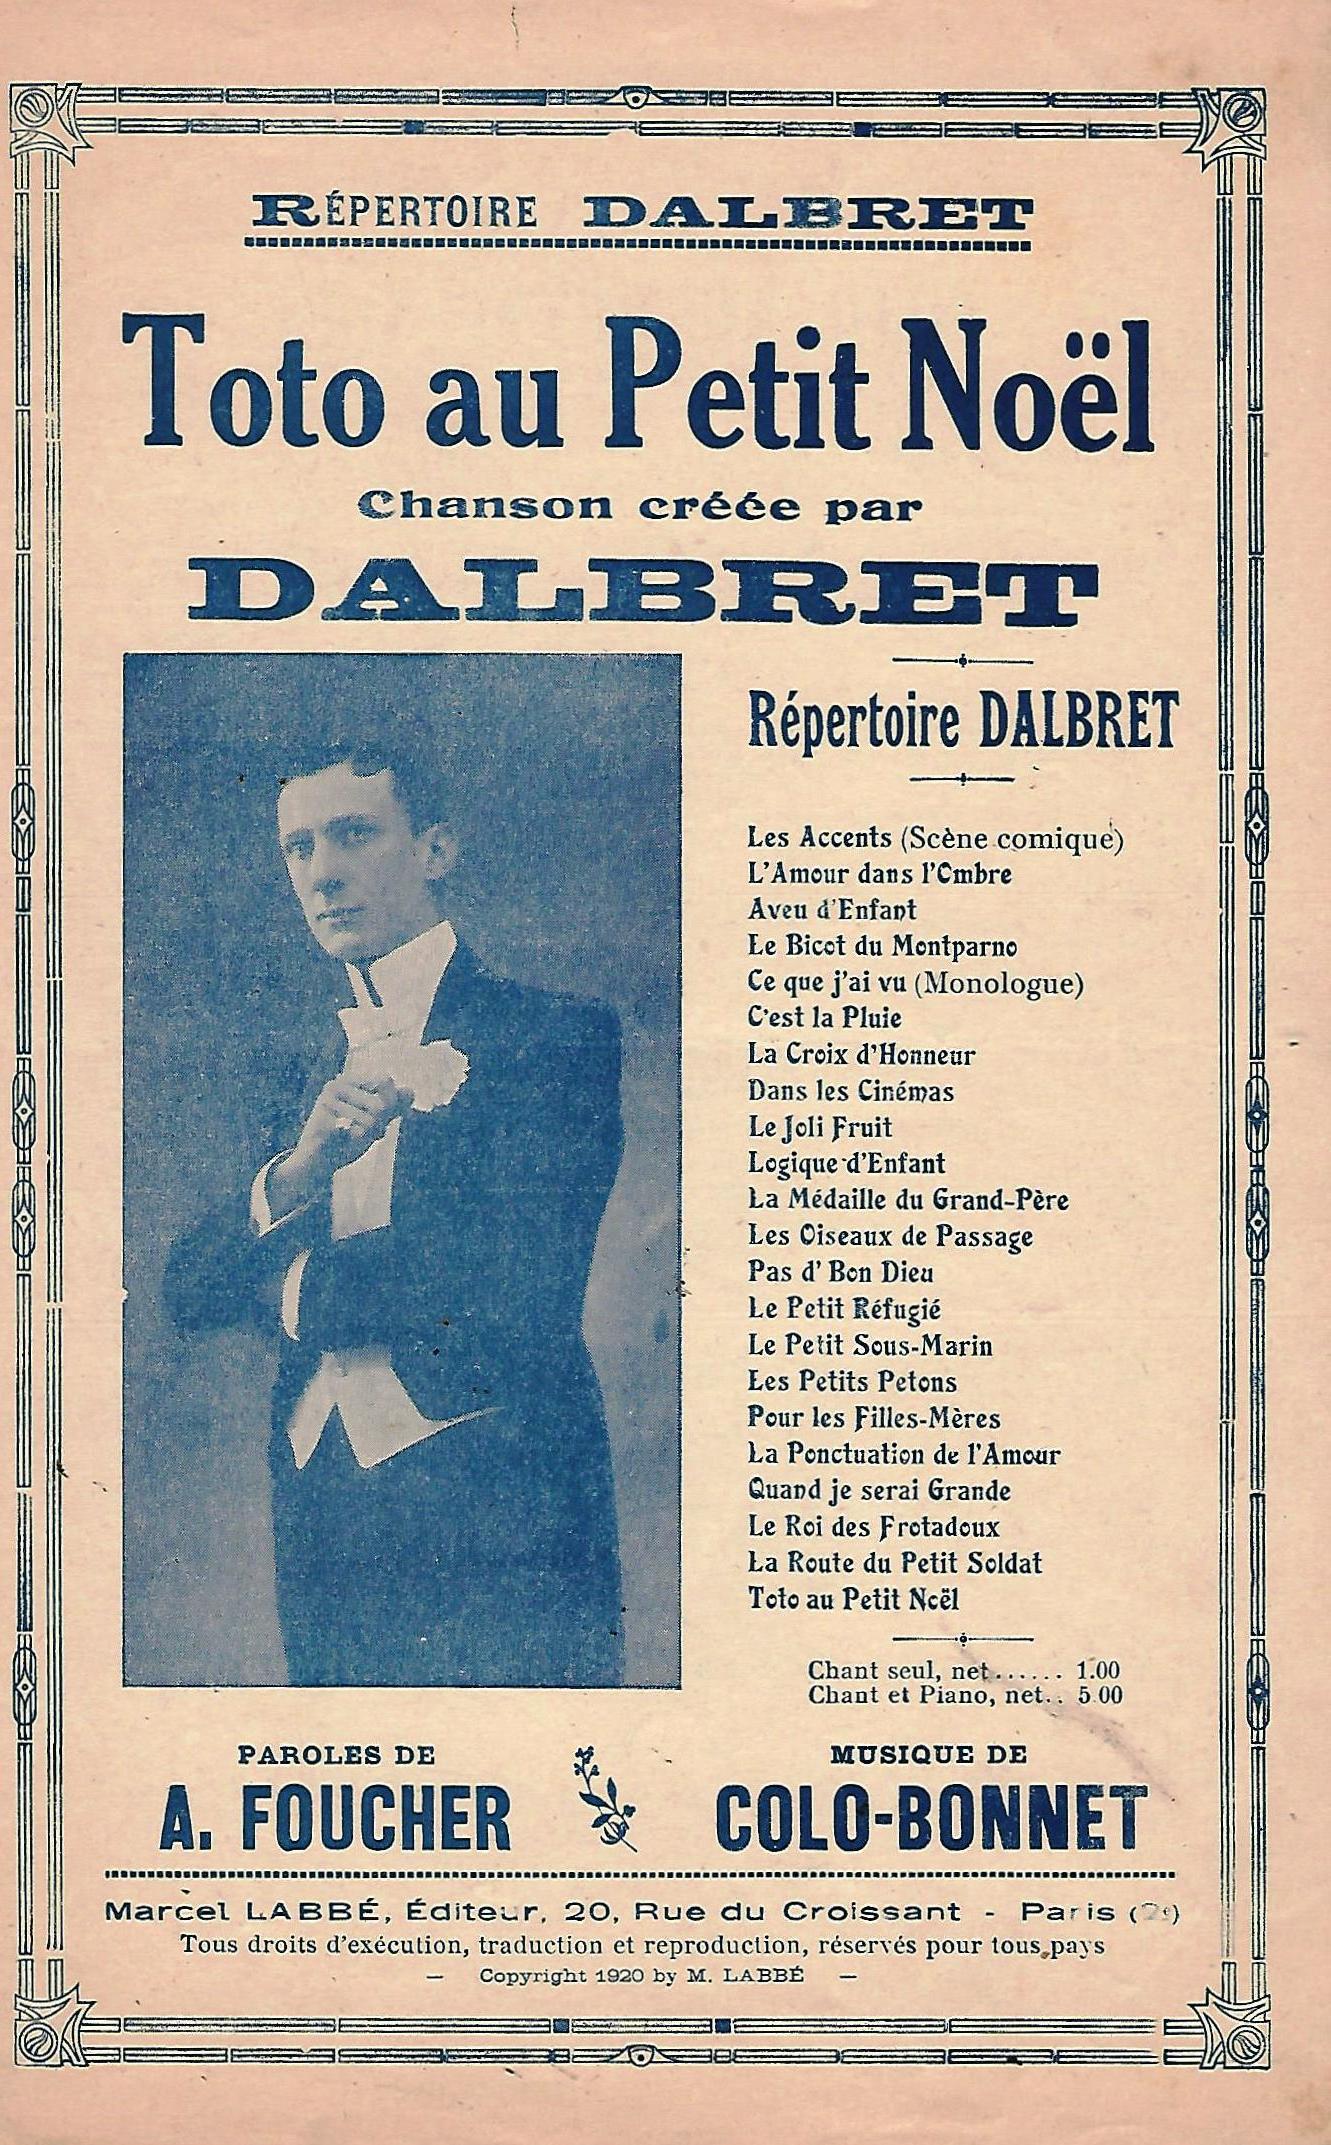 RÉPERTOIRE DALBRET
Toto au Petit Noël
Chanson créée par
DALBRET
Répertoire DALBRET
Les Accents (Scène comique)
L'Amour dans l'Ombre
Aveu d'Enfant
Le Bicot du Montparno
Ce que j'ai vu (Monologue)
C'est la Pluie
La Croix d'Honneur
Dans les Cinémas
Le Joli Fruit
Logique d'Enfant
La Médaille du Grand-Père
Les Oiseaux de Passage
Pas d' Bon Dieu
Le Petit Réfugié
Le Petit Sous-Marin
Les Petits Petons
Pour les Filles-Mères
La Ponctuation de l'Amour
Quand je serai Grande
Le Roi des Frotadoux
La Route du Petit Soldat
Toto au Petit Noël
Chant seul, net...... 1.00
Chant et Piano, net.. 5.00
PAROLES DE
A. FOUCHER
MUSIQUE DE
COLO-BONNET
Marcel LABBÉ, Éditeur, 20, Rue du Croissant - Paris (2e)
Tous droits d'exécution, traduction et reproduction, réservés pour tous pays
— Copyright 1920 by M. LABBÉ —